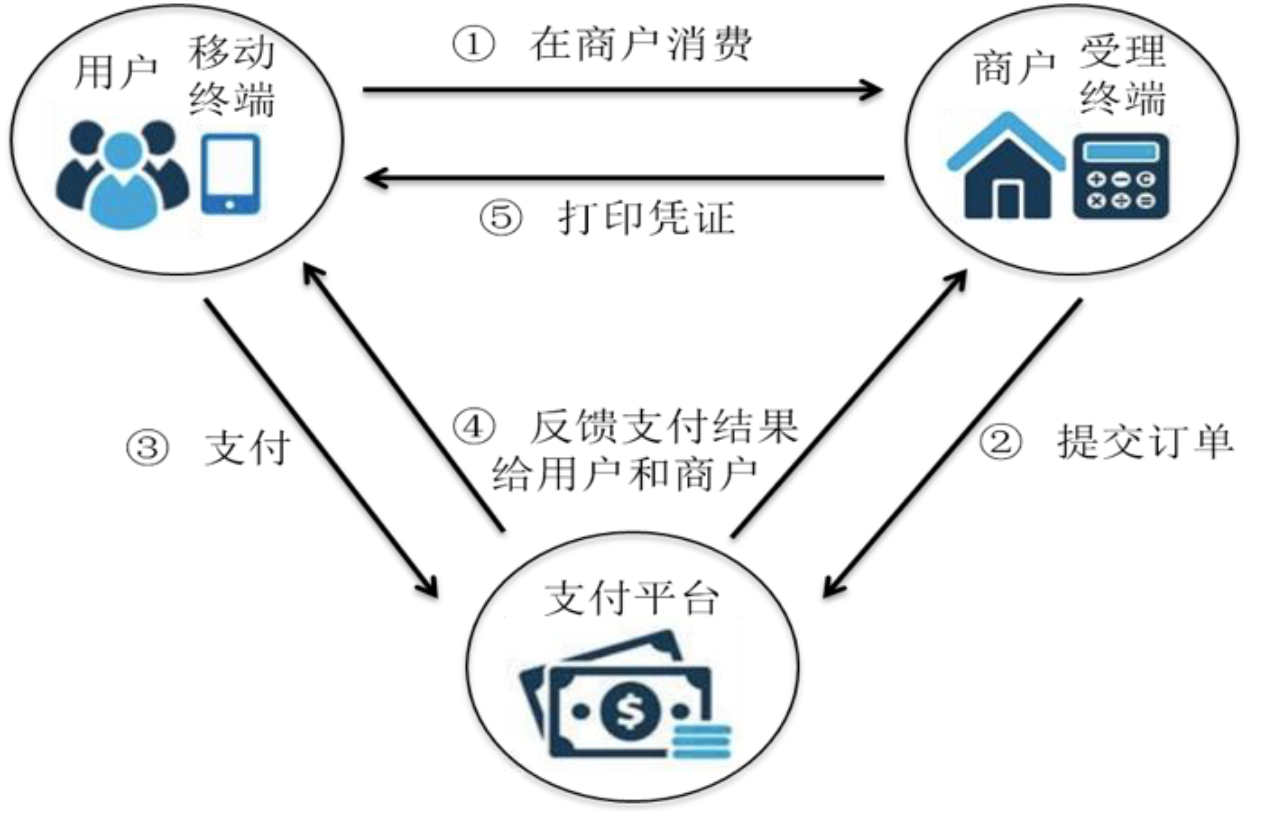 用户
移动
终端
① 在商户消费
商户
受理
终端
⑤ 打印凭证
③ 支付
④ 反馈支付结果
给用户和商户
② 提交订单
支付平台
$
+ − C
× ÷ =